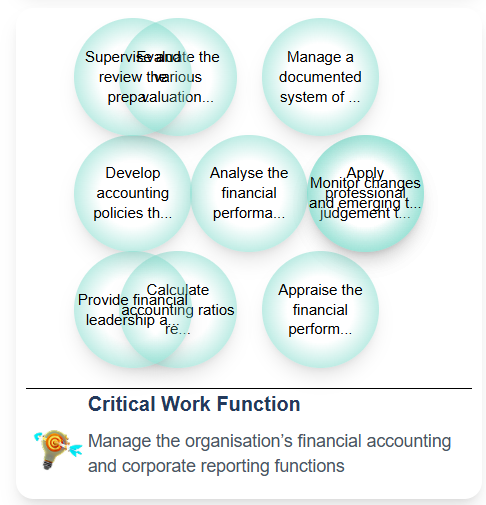 Supervise and
review the
prepa...
Evaluate the
various
valuation...
Manage a
documented
system of ...
Develop
accounting
policies th...
Analyse the
financial
performa...
Apply
professional
judgement t...
Monitor changes
and emerging t...
Provide financial
leadership a...
Calculate
accounting ratios
re...
Appraise the
financial
perform...
Critical Work Function
Manage the organisation’s financial accounting
and corporate reporting functions